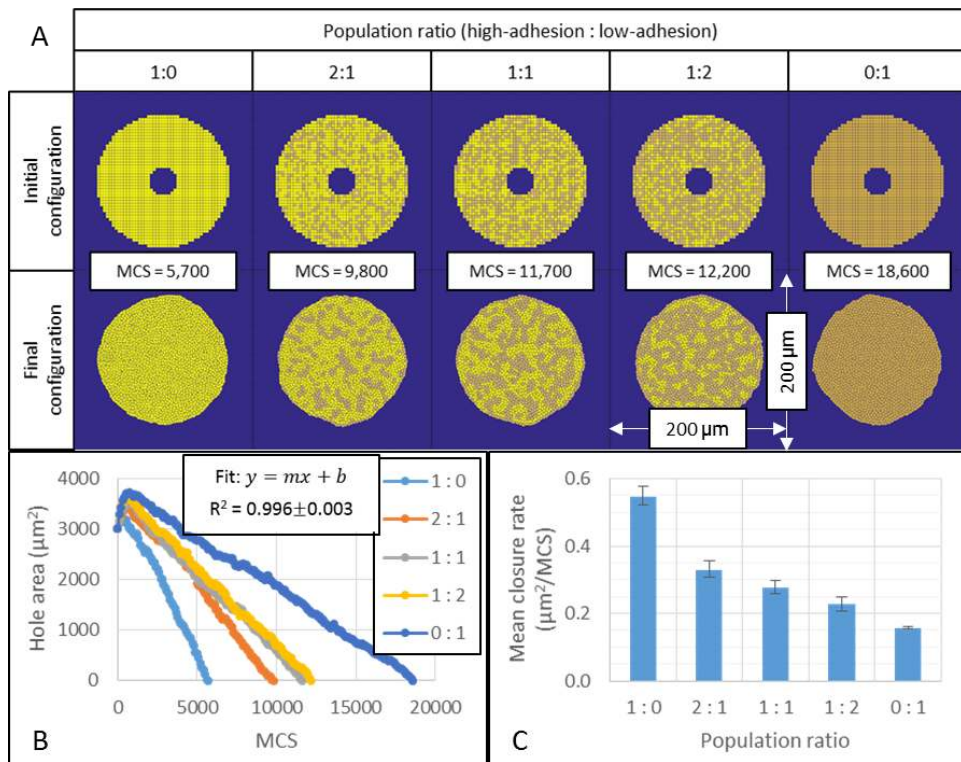 A
Population ratio (high-adhesion : low-adhesion)
1:0 2:1 1:1 1:2 0:1
Initial
configuration
MCS = 5,700 MCS = 9,800 MCS = 11,700 MCS = 12,200 MCS = 18,600
Final
configuration
200 µm
200 µm
Fit: y = mx + b
R² = 0.996±0.003
1 : 0
2 : 1
1 : 1
1 : 2
0 : 1
Hole area (µm²)
4000
3000
2000
1000
0
0 5000 10000 15000 20000
MCS
B
Mean closure rate
(µm²/MCS)
0.6
0.4
0.2
0.0
1 : 0 2 : 1 1 : 1 1 : 2 0 : 1
Population ratio
C